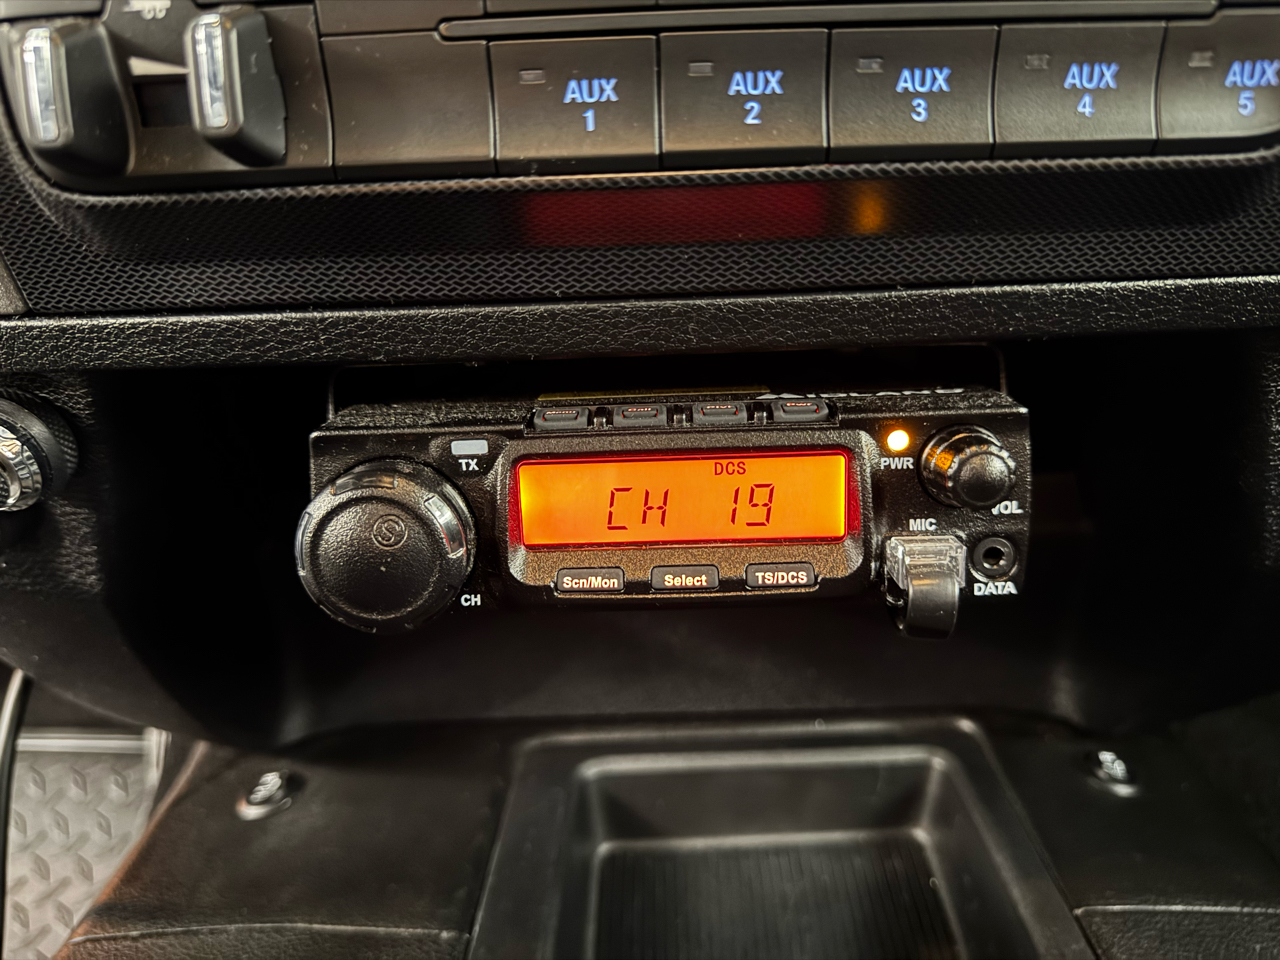 AUX
1
AUX
2
AUX
3
AUX
4
AUX
5
Call
TX
DCS
PWR
CH 19
VOL
MIC
Scn/Mon
Select
TS/DCS
DATA
CH